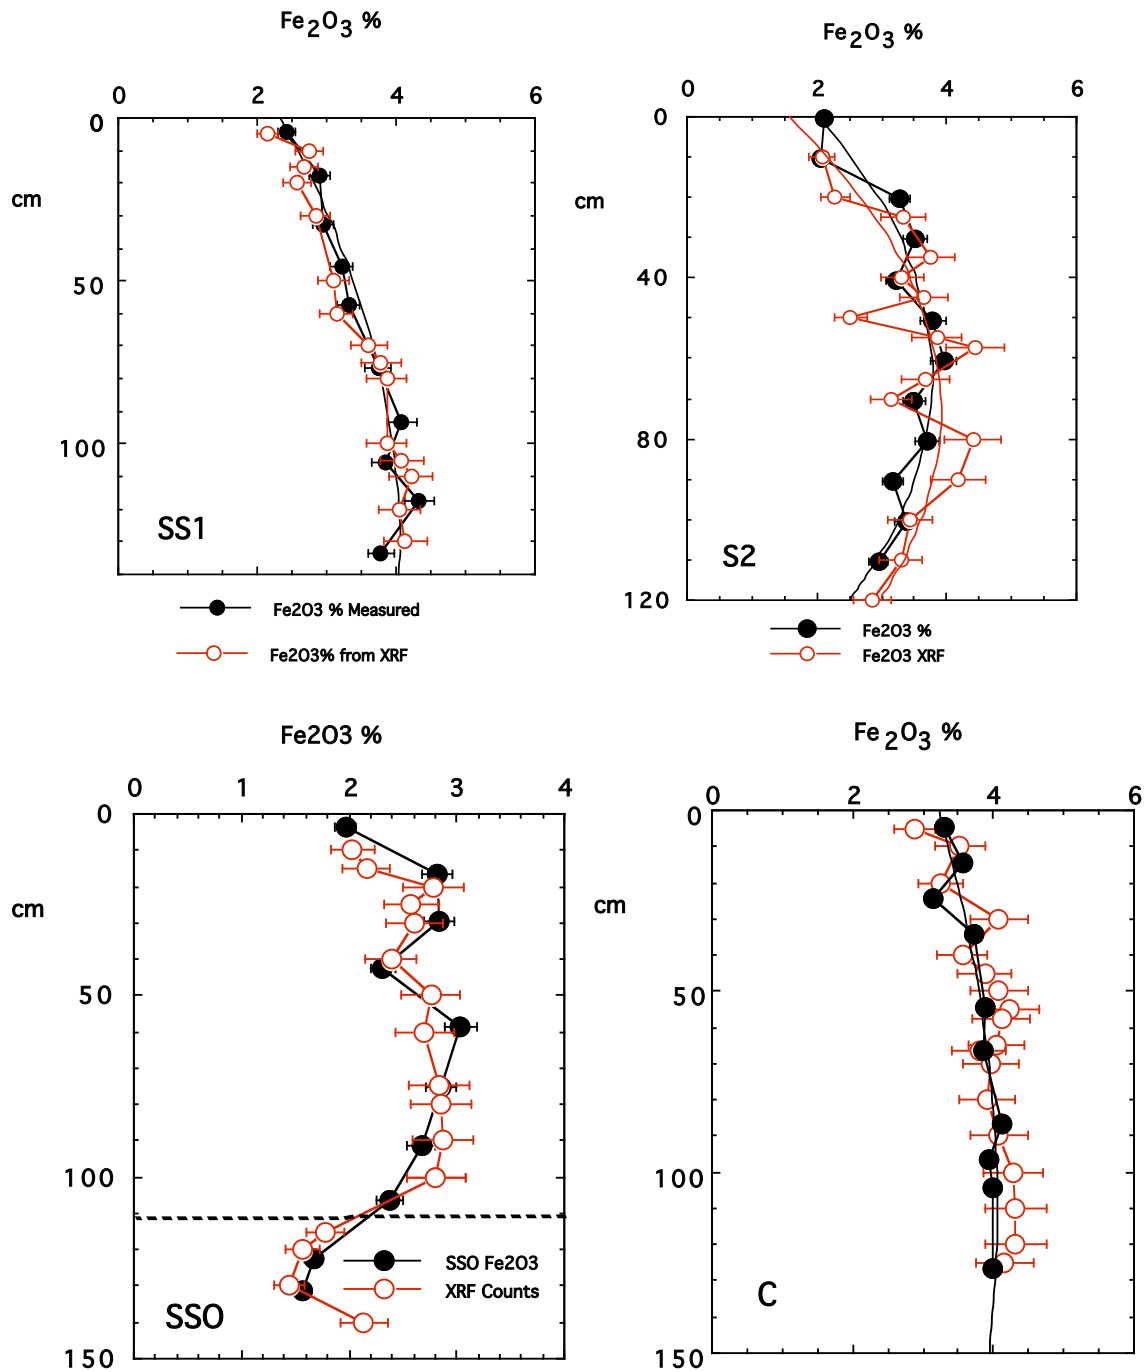 Fe2O3 %
0 2 4 6
0
cm
50
100
SS1
Fe2O3 % Measured
Fe2O3% from XRF
Fe2O3 %
0 2 4 6
0
cm
40
80
S2
120
Fe2O3 %
Fe2O3 XRF
Fe2O3 %
0 1 2 3 4
0
cm
50
100
SSO Fe2O3
XRF Counts
SSO
150
Fe2O3 %
0 2 4 6
0
cm
50
100
C
150